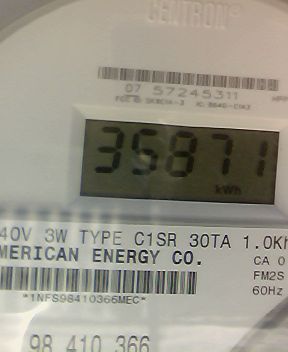 CENTRON®
07 57245311
35871
kWh
40V 3W TYPE C1SR 30TA 1.0Kh
MERICAN ENERGY CO.
CA 0
FM2S
60Hz
*1NFS98410366MEC*
98 410 366